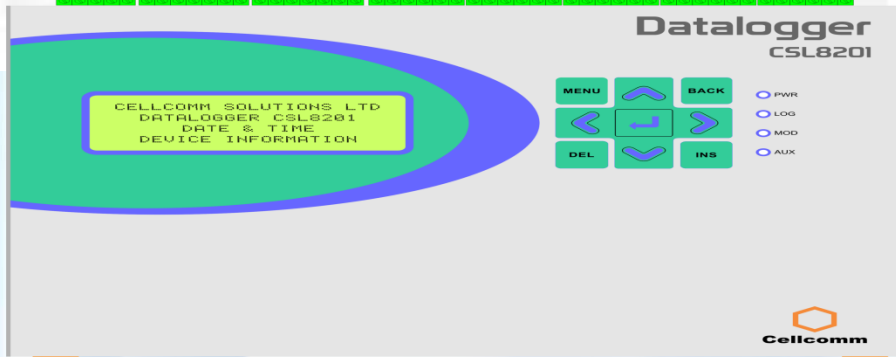 Datalogger
CSL8201
CELLCOMM SOLUTIONS LTD
DATALOGGER CSL8201
DATE & TIME
DEVICE INFORMATION
MENU
BACK
DEL
INS
PWR
LOG
MOD
AUX
Cellcomm